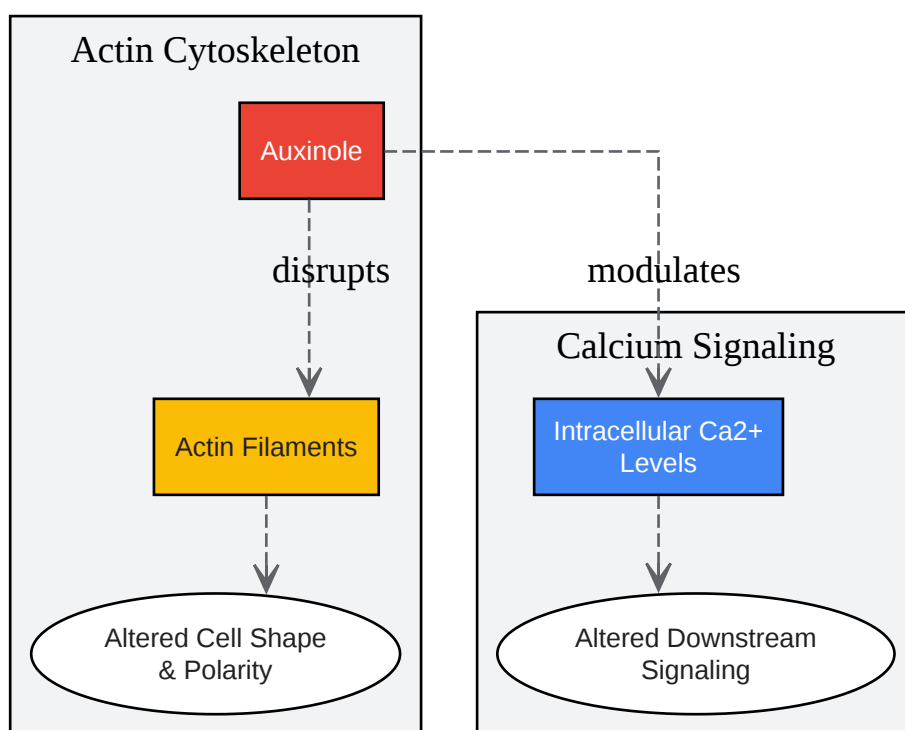 Actin Cytoskeleton
Auxinole
disrupts
modulates
Calcium Signaling
Actin Filaments
Intracellular Ca2+
Levels
Altered Cell Shape
& Polarity
Altered Downstream
Signaling